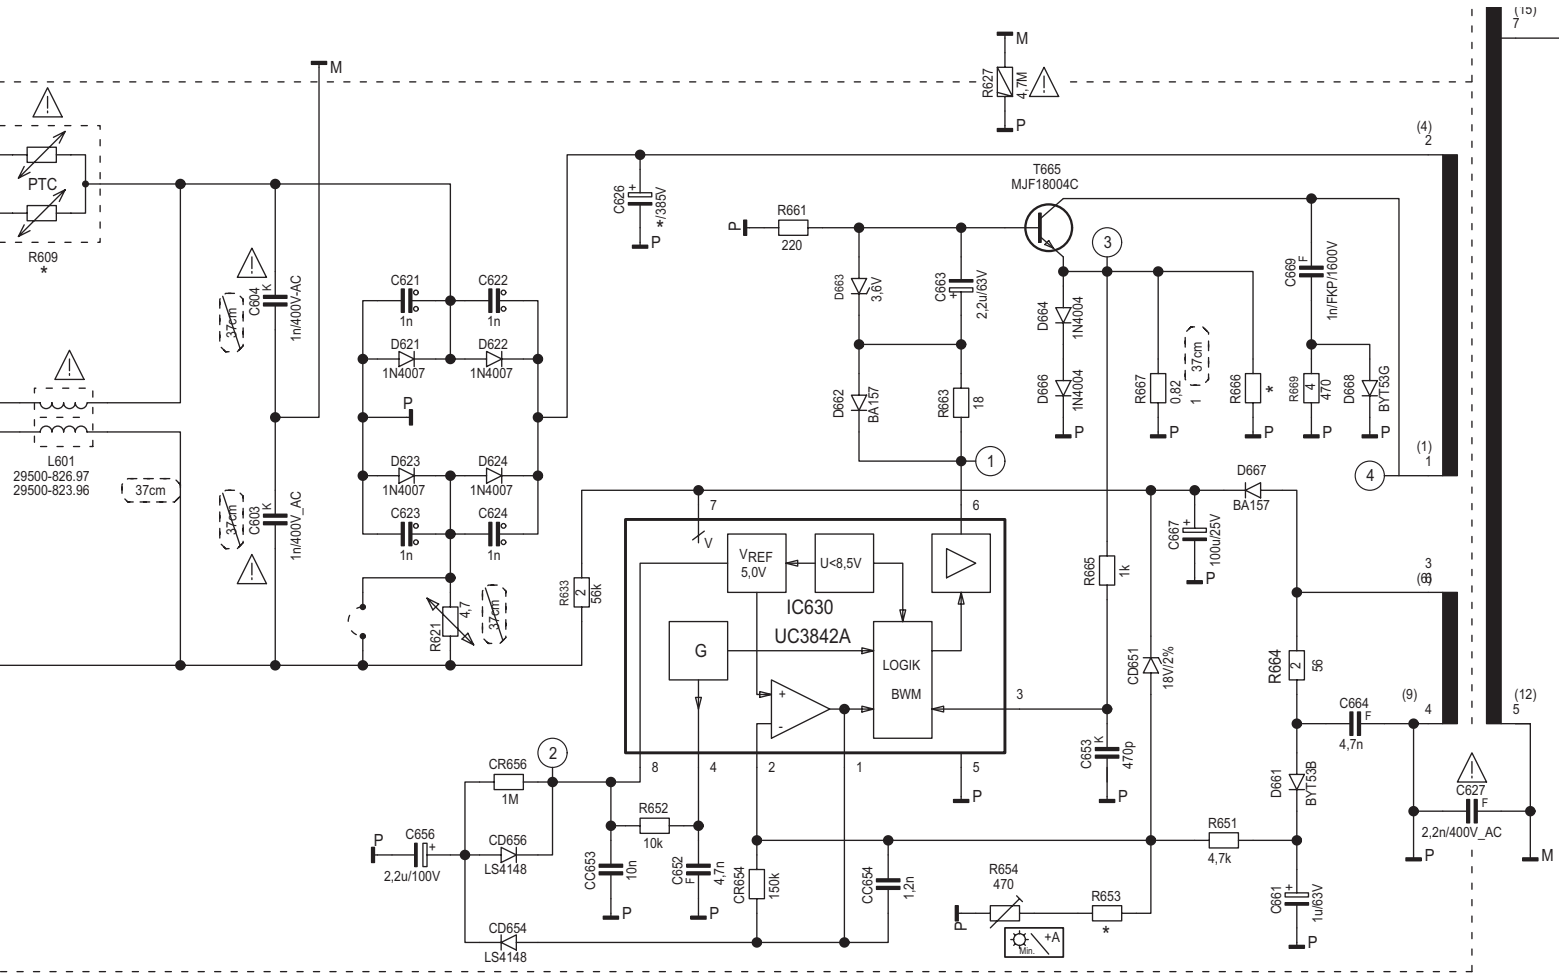 (15)
7
M
M
R627
4,7M
P
(4)
2
PTC
R609
*
C626
+
*/385V
P
T665
MJF18004C
P
R661
220
3
C604
K
1n/400V-AC
37cm
C621
1n
C622
1n
D663
3,6V
C663
+
2,2u/63V
D664
1N4004
C669
F
1n/FKP/1600V
D621
1N4007
D622
1N4007
P
D662
BA157
R663
18
D666
1N4004
P
R667
0,82
1
37cm
P
R666
*
P
R669
4
470
P
D668
BYT53G
P
(1)
1
4
L601
29500-826.97
29500-823.96
37cm
37cm
C603
K
1n/400V_AC
D623
1N4007
D624
1N4007
C623
1n
C624
1n
1
D667
BA157
7
6
V
VREF
5,0V
U<8,5V
IC630
UC3842A
C667
+
100u/25V
P
R665
1k
3
(6)
R633
2
56k
R621
4,7
37cm
G
LOGIK
BWM
+
-
3
CD651
18V/2%
R664
2
56
(9)
4
(12)
5
C664
F
4,7n
8
4
2
1
5
P
C653
K
470p
P
D661
BYT53B
C627
F
2,2n/400V_AC
P
M
2
CR656
1M
R652
10k
P
C656
+
2,2u/100V
CD656
LS4148
CC653
10n
P
C652
F
4,7n
P
CR654
150k
CC654
1,2n
R651
4,7k
C661
+
1u/63V
P
R654
470
P
R653
*
Min.
+A
CD654
LS4148